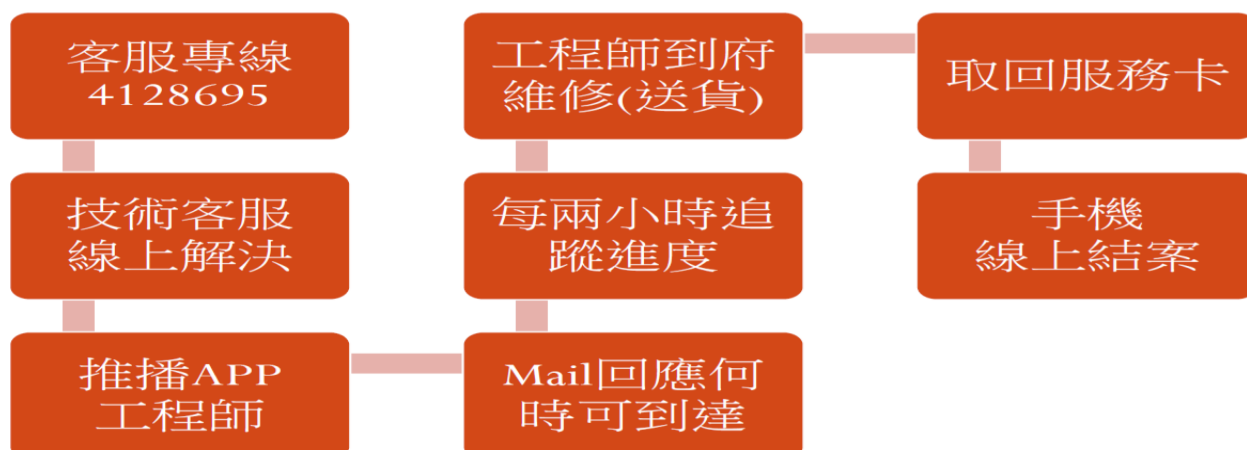 客服專線
4128695
技術客服
線上解決
推播APP
工程師
Mail回應何
時可到達
每兩小時追
蹤進度
工程師到府
維修(送貨)
取回服務卡
手機
線上結案